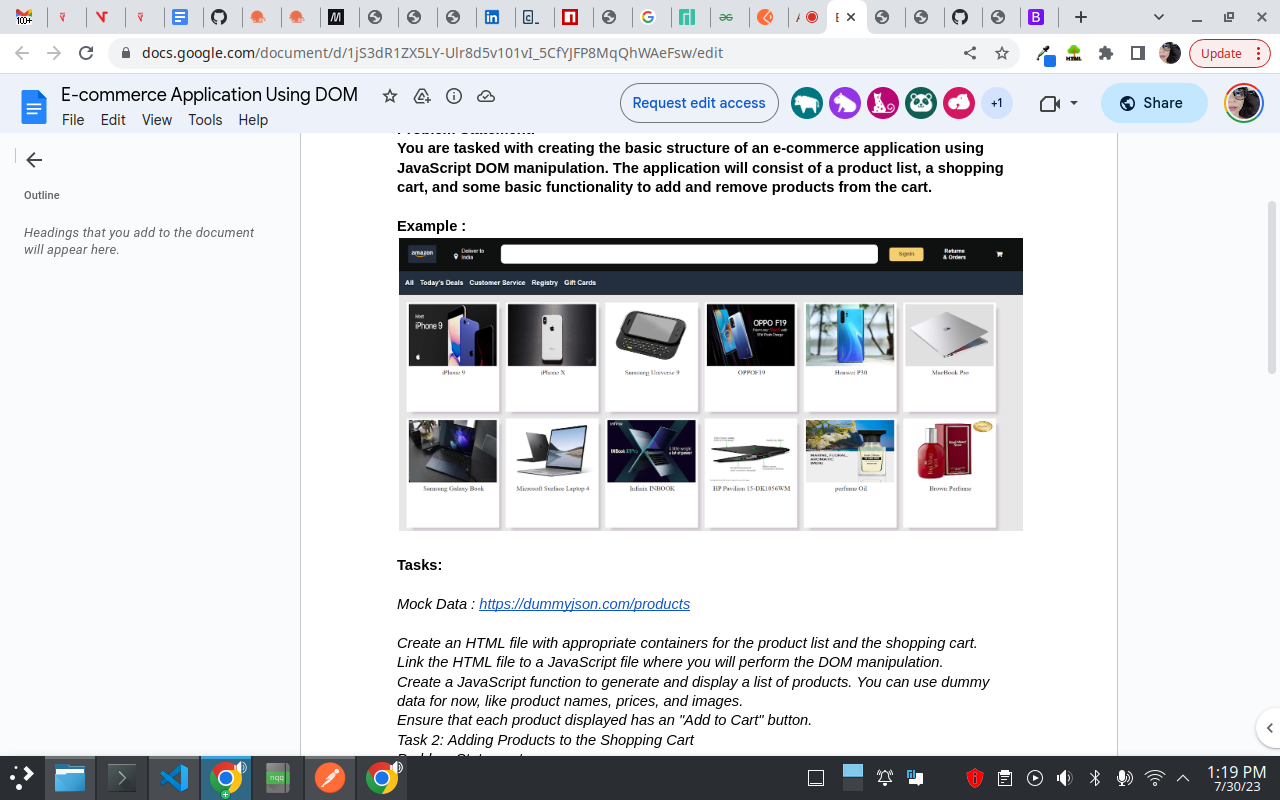 100+
docs.google.com/document/d/1jS3dR1ZX5LY-Ulr8d5v101vI_5CfYJFP8MqQhWAeFsw/edit
HTML
Update
E-commerce Application Using DOM
File Edit View Tools Help
Request edit access
+1
Share
Outline
Headings that you add to the document
will appear here.
You are tasked with creating the basic structure of an e-commerce application using
JavaScript DOM manipulation. The application will consist of a product list, a shopping
cart, and some basic functionality to add and remove products from the cart.
Example :
amazon
Deliver to
India
Signin
Returns
& Orders
All Today's Deals Customer Service Registry Gift Cards
Meet
iPhone 9
OPPO F19
iPhone 9 iPhone X Samsung Universe 9 OPPOF19 Huawei P30 MacBook Pro
Samsung Galaxy Book Microsoft Surface Laptop 4 Infinix INBOOK HP Pavilion 15-DK1056WM perfume Oil Brown Perfume
Tasks:
Mock Data : https://dummyjson.com/products
Create an HTML file with appropriate containers for the product list and the shopping cart.
Link the HTML file to a JavaScript file where you will perform the DOM manipulation.
Create a JavaScript function to generate and display a list of products. You can use dummy
data for now, like product names, prices, and images.
Ensure that each product displayed has an "Add to Cart" button.
Task 2: Adding Products to the Shopping Cart
nqq
1:19 PM
7/30/23